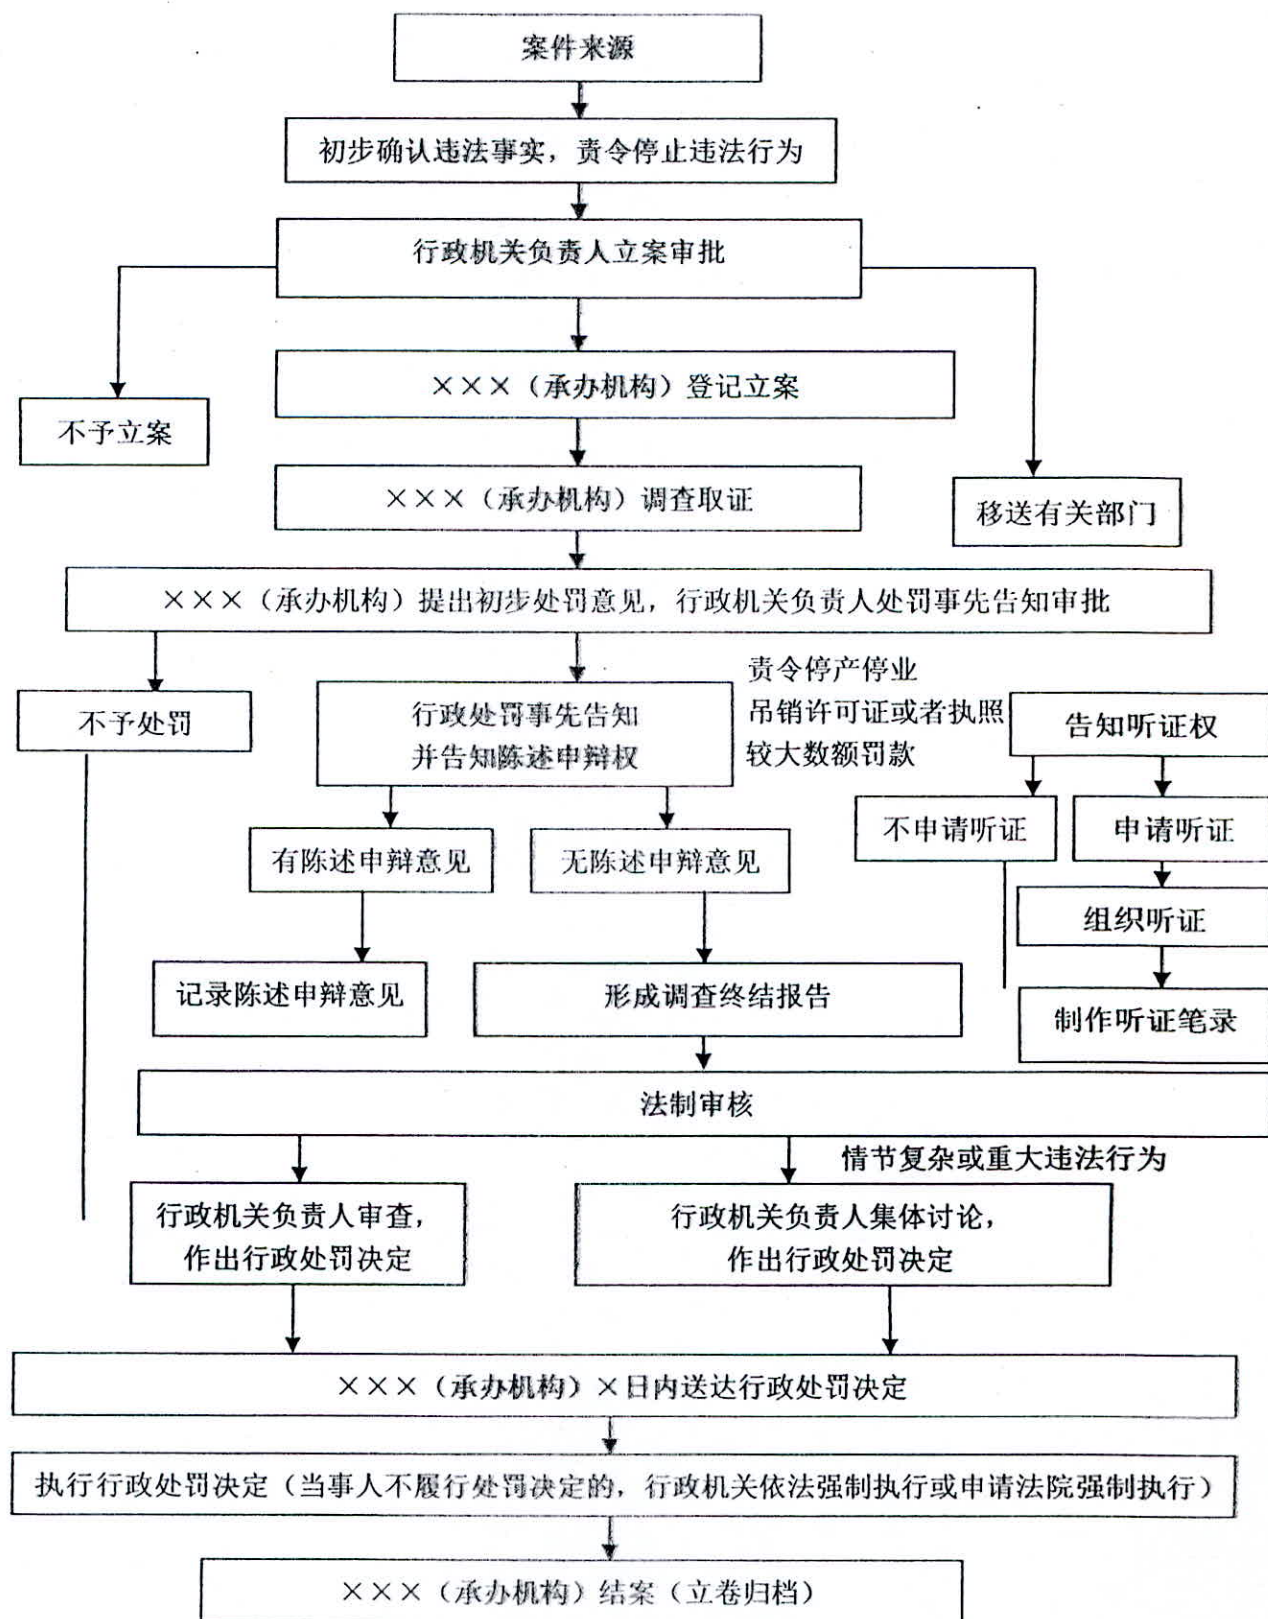 案件来源
初步确认违法事实，责令停止违法行为
行政机关负责人立案审批
×××（承办机构）登记立案
不予立案
×××（承办机构）调查取证
移送有关部门
×××（承办机构）提出初步处罚意见，行政机关负责人处罚事先告知审批
不予处罚
行政处罚事先告知
并告知陈述申辩权
责令停产停业
吊销许可证或者执照
较大数额罚款
告知听证权
有陈述申辩意见
无陈述申辩意见
不申请听证
申请听证
组织听证
记录陈述申辩意见
形成调查终结报告
制作听证笔录
法制审核
情节复杂或重大违法行为
行政机关负责人审查，
作出行政处罚决定
行政机关负责人集体讨论，
作出行政处罚决定
×××（承办机构）×日内送达行政处罚决定
执行行政处罚决定（当事人不履行处罚决定的，行政机关依法强制执行或申请法院强制执行）
×××（承办机构）结案（立卷归档）